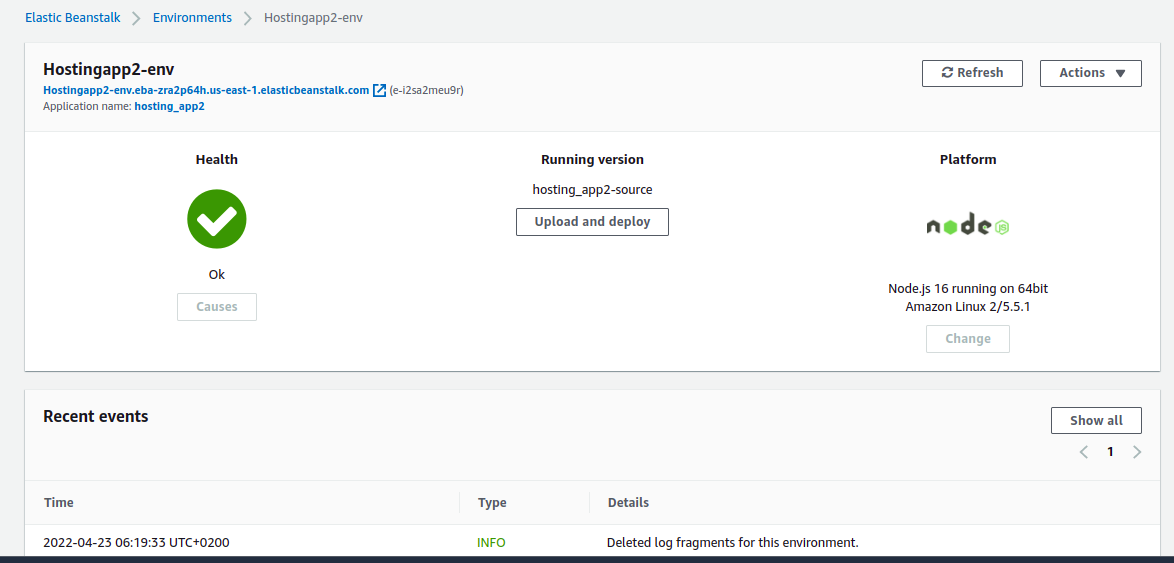 Elastic Beanstalk > Environments > Hostingapp2-env
Hostingapp2-env
Refresh
Actions
Hostingapp2-env.eba-zra2p64h.us-east-1.elasticbeanstalk.com (e-i2sa2meu9r)
Application name: hosting_app2
Health
Ok
Causes
Running version
hosting_app2-source
Upload and deploy
Platform
node JS
Node.js 16 running on 64bit
Amazon Linux 2/5.5.1
Change
Recent events
Show all
< 1 >
Time Type Details
2022-04-23 06:19:33 UTC+0200 INFO Deleted log fragments for this environment.